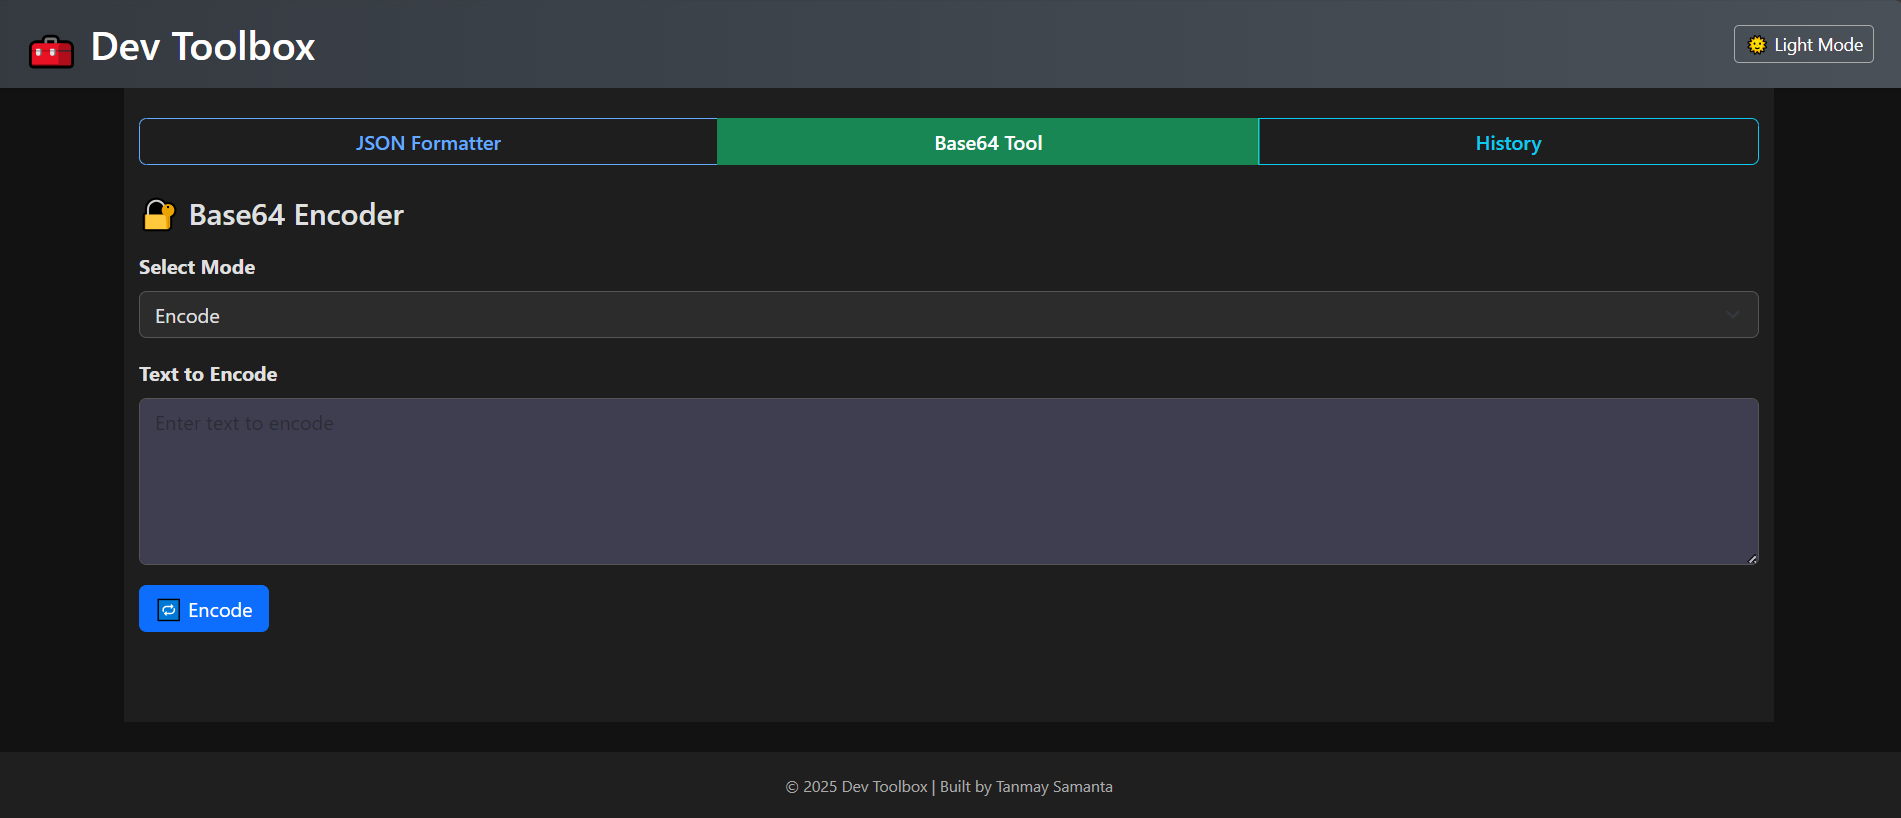 Dev Toolbox
Light Mode
JSON Formatter
Base64 Tool
History
Base64 Encoder
Select Mode
Encode
Text to Encode
Enter text to encode
Encode
© 2025 Dev Toolbox | Built by Tanmay Samanta